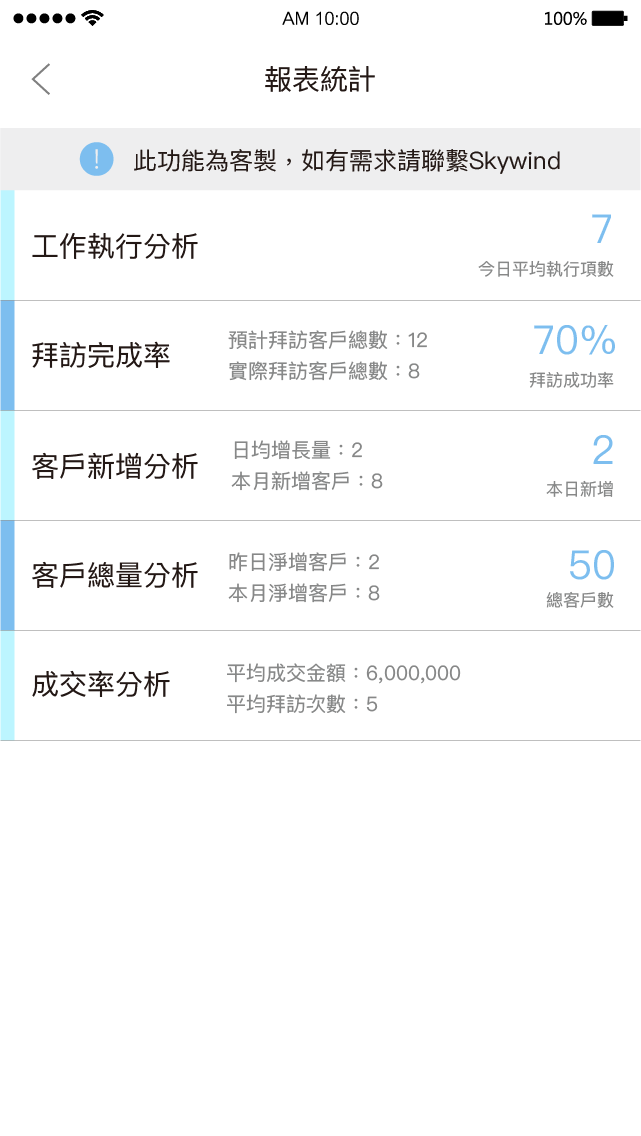 AM 10:00
100%
報表統計
此功能為客製，如有需求請聯繫Skywind
工作執行分析
7
今日平均執行項數
拜訪完成率
預計拜訪客戶總數：12
實際拜訪客戶總數：8
70%
拜訪成功率
客戶新增分析
日均增長量：2
本月新增客戶：8
2
本日新增
客戶總量分析
昨日淨增客戶：2
本月淨增客戶：8
50
總客戶數
成交率分析
平均成交金額：6,000,000
平均拜訪次數：5